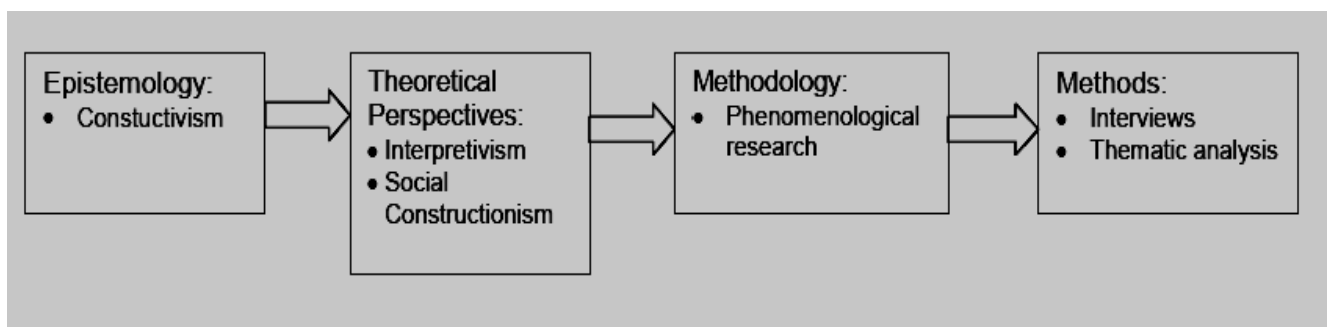 Epistemology:
• Constuctivism
Theoretical
Perspectives:
• Interpretivism
• Social
Constructionism
Methodology:
• Phenomenological
research
Methods:
• Interviews
• Thematic analysis